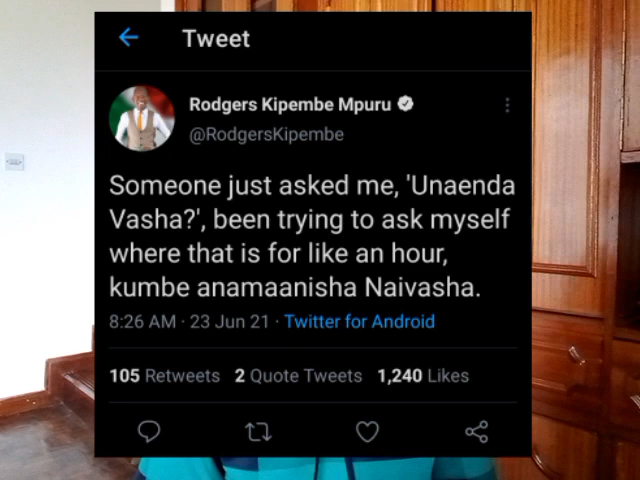 Tweet
Rodgers Kipembe Mpuru
@RodgersKipembe
Someone just asked me, 'Unaenda
Vasha?', been trying to ask myself
where that is for like an hour,
kumbe anamaanisha Naivasha.
8:26 AM · 23 Jun 21 · Twitter for Android
105 Retweets 2 Quote Tweets 1,240 Likes